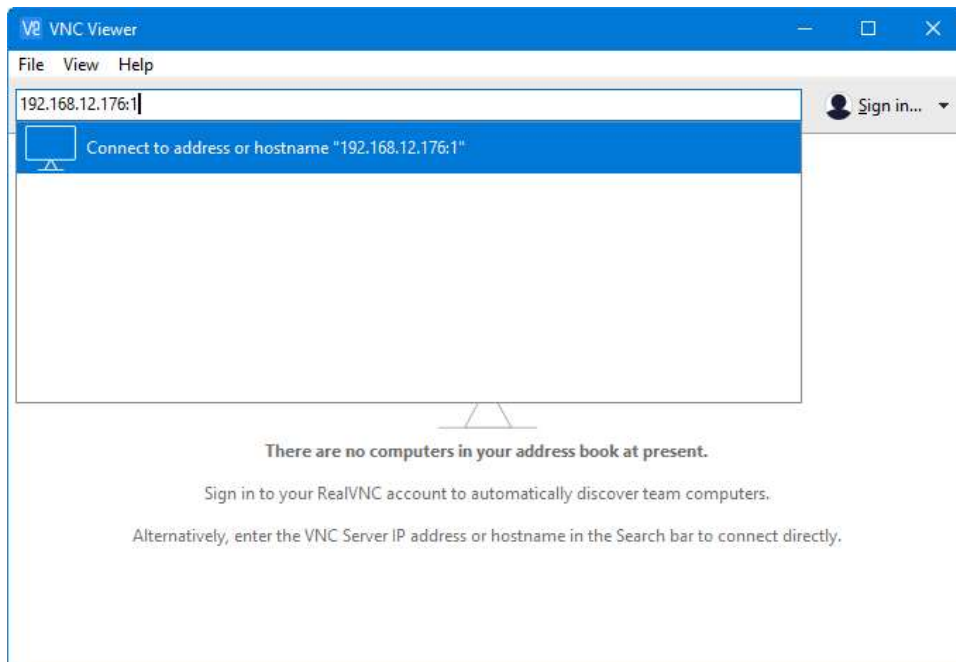 VNC Viewer
File View Help
192.168.12.176:1
Sign in...
Connect to address or hostname "192.168.12.176:1"
There are no computers in your address book at present.
Sign in to your RealVNC account to automatically discover team computers.
Alternatively, enter the VNC Server IP address or hostname in the Search bar to connect directly.